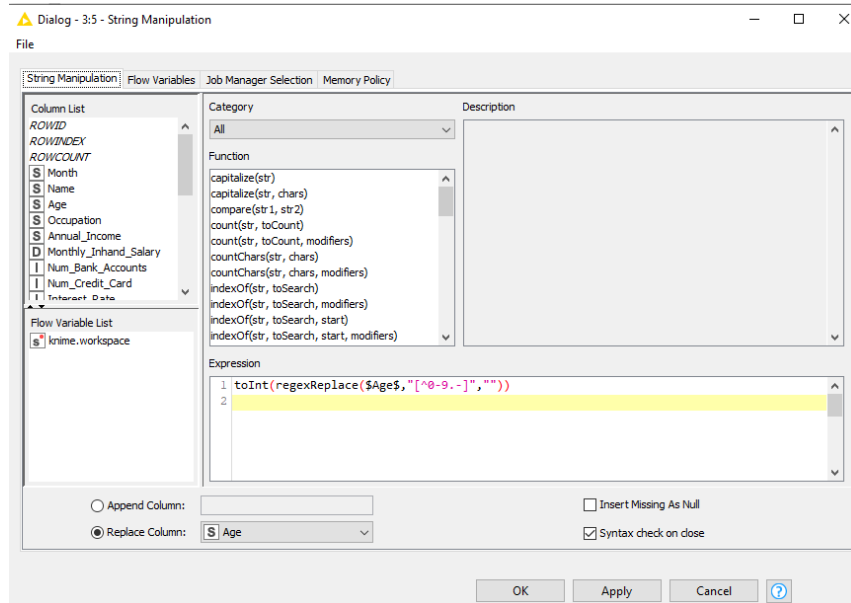 Dialog - 3:5 - String Manipulation
File
String Manipulation Flow Variables Job Manager Selection Memory Policy
Column List
ROWID
ROWINDEX
ROWCOUNT
S Month
S Name
S Age
S Occupation
S Annual_Income
D Monthly_Inhand_Salary
I Num_Bank_Accounts
I Num_Credit_Card
I Interest_Rate
Flow Variable List
s knime.workspace
Category
All
Function
capitalize(str)
capitalize(str, chars)
compare(str1, str2)
count(str, toCount)
count(str, toCount, modifiers)
countChars(str, chars)
countChars(str, chars, modifiers)
indexOf(str, toSearch)
indexOf(str, toSearch, modifiers)
indexOf(str, toSearch, start)
indexOf(str, toSearch, start, modifiers)
Description
Expression
1 toInt(regexReplace($Age$,"[^0-9.-]",""))
2
Append Column:
Replace Column: S Age
Insert Missing As Null
Syntax check on close
OK Apply Cancel ?